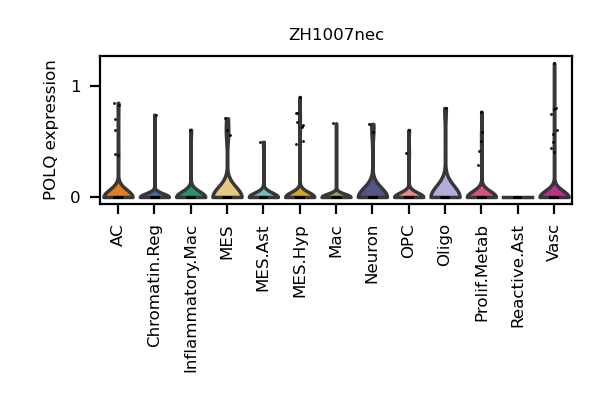 ZH1007nec
POLQ expression
1
0
AC
Chromatin.Reg
Inflammatory.Mac
MES
MES.Ast
MES.Hyp
Mac
Neuron
OPC
Oligo
Prolif.Metab
Reactive.Ast
Vasc